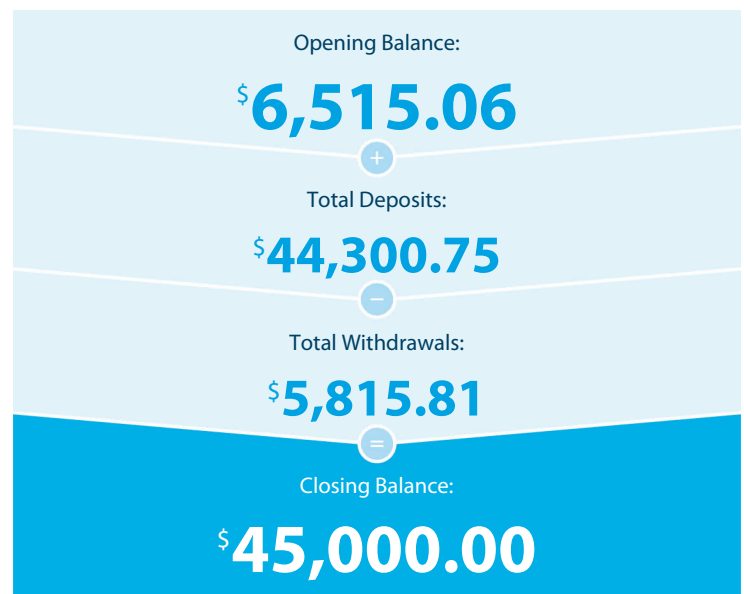 Opening Balance:
$6,515.06
+
Total Deposits:
$44,300.75
−
Total Withdrawals:
$5,815.81
=
Closing Balance:
$45,000.00